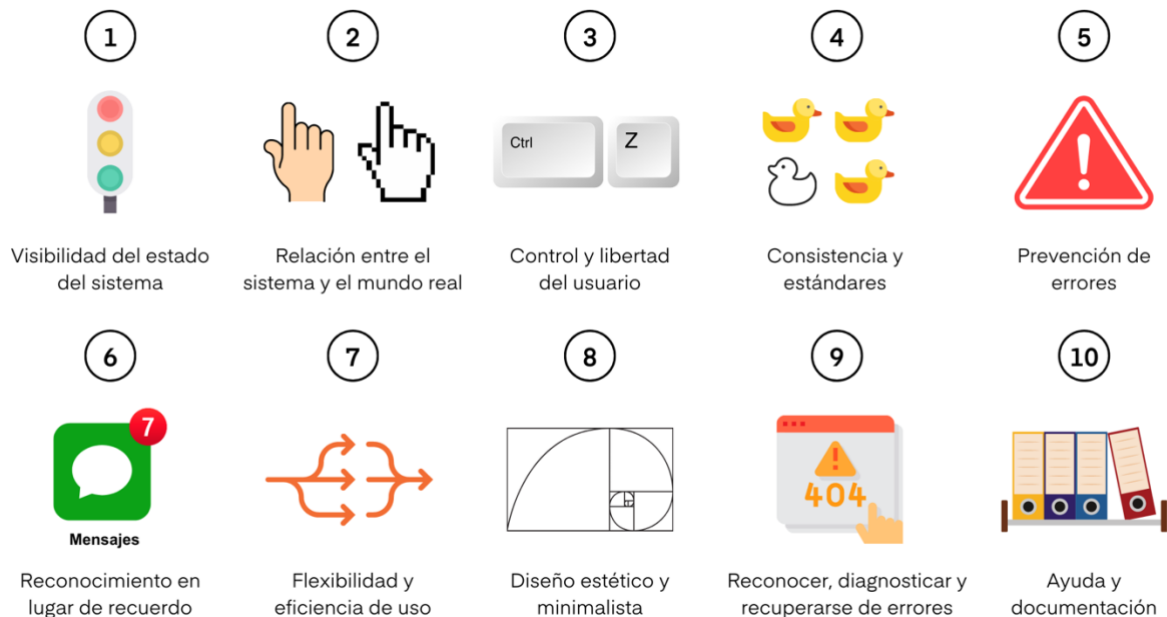 1
2
3
4
5
Ctrl
Z
Visibilidad del estado
del sistema
Relación entre el
sistema y el mundo real
Control y libertad
del usuario
Consistencia y
estándares
Prevención de
errores
6
7
8
9
10
7
Mensajes
404
Reconocimiento en
lugar de recuerdo
Flexibilidad y
eficiencia de uso
Diseño estético y
minimalista
Reconocer, diagnosticar y
recuperarse de errores
Ayuda y
documentación